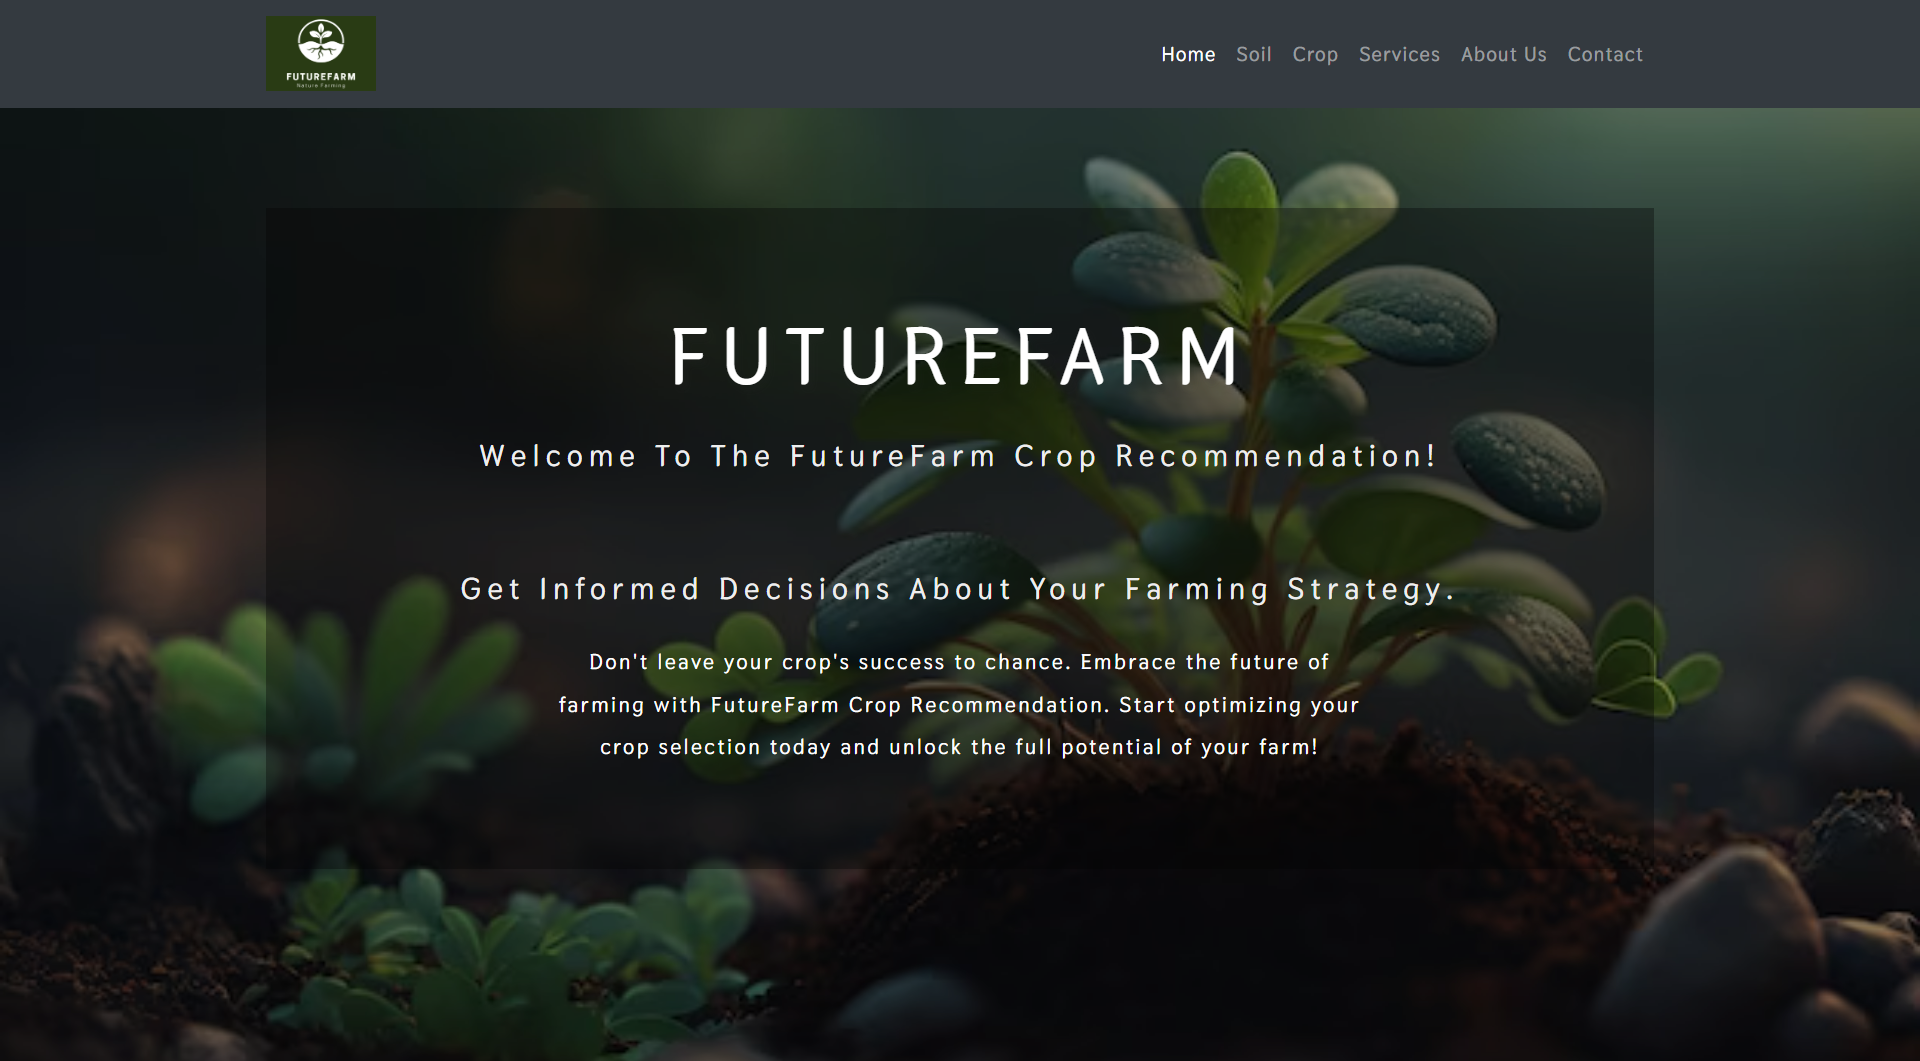 FUTUREFARM
Nature Farming
Home Soil Crop Services About Us Contact
FUTUREFARM
Welcome To The FutureFarm Crop Recommendation!
Get Informed Decisions About Your Farming Strategy.
Don't leave your crop's success to chance. Embrace the future of
farming with FutureFarm Crop Recommendation. Start optimizing your
crop selection today and unlock the full potential of your farm!